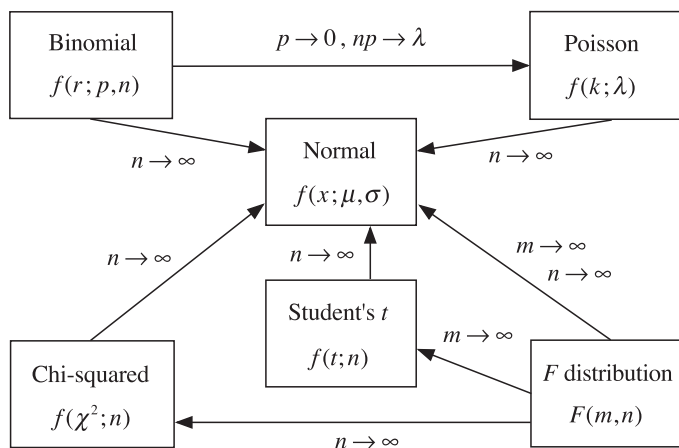 Binomial
f(r; p,n)
p → 0 , np → λ
Poisson
f(k; λ)
n → ∞
Normal
f(x; μ,σ)
n → ∞
n → ∞
n → ∞
m → ∞
n → ∞
Student's t
f(t; n)
m → ∞
Chi-squared
f(χ²; n)
F distribution
F(m,n)
n → ∞